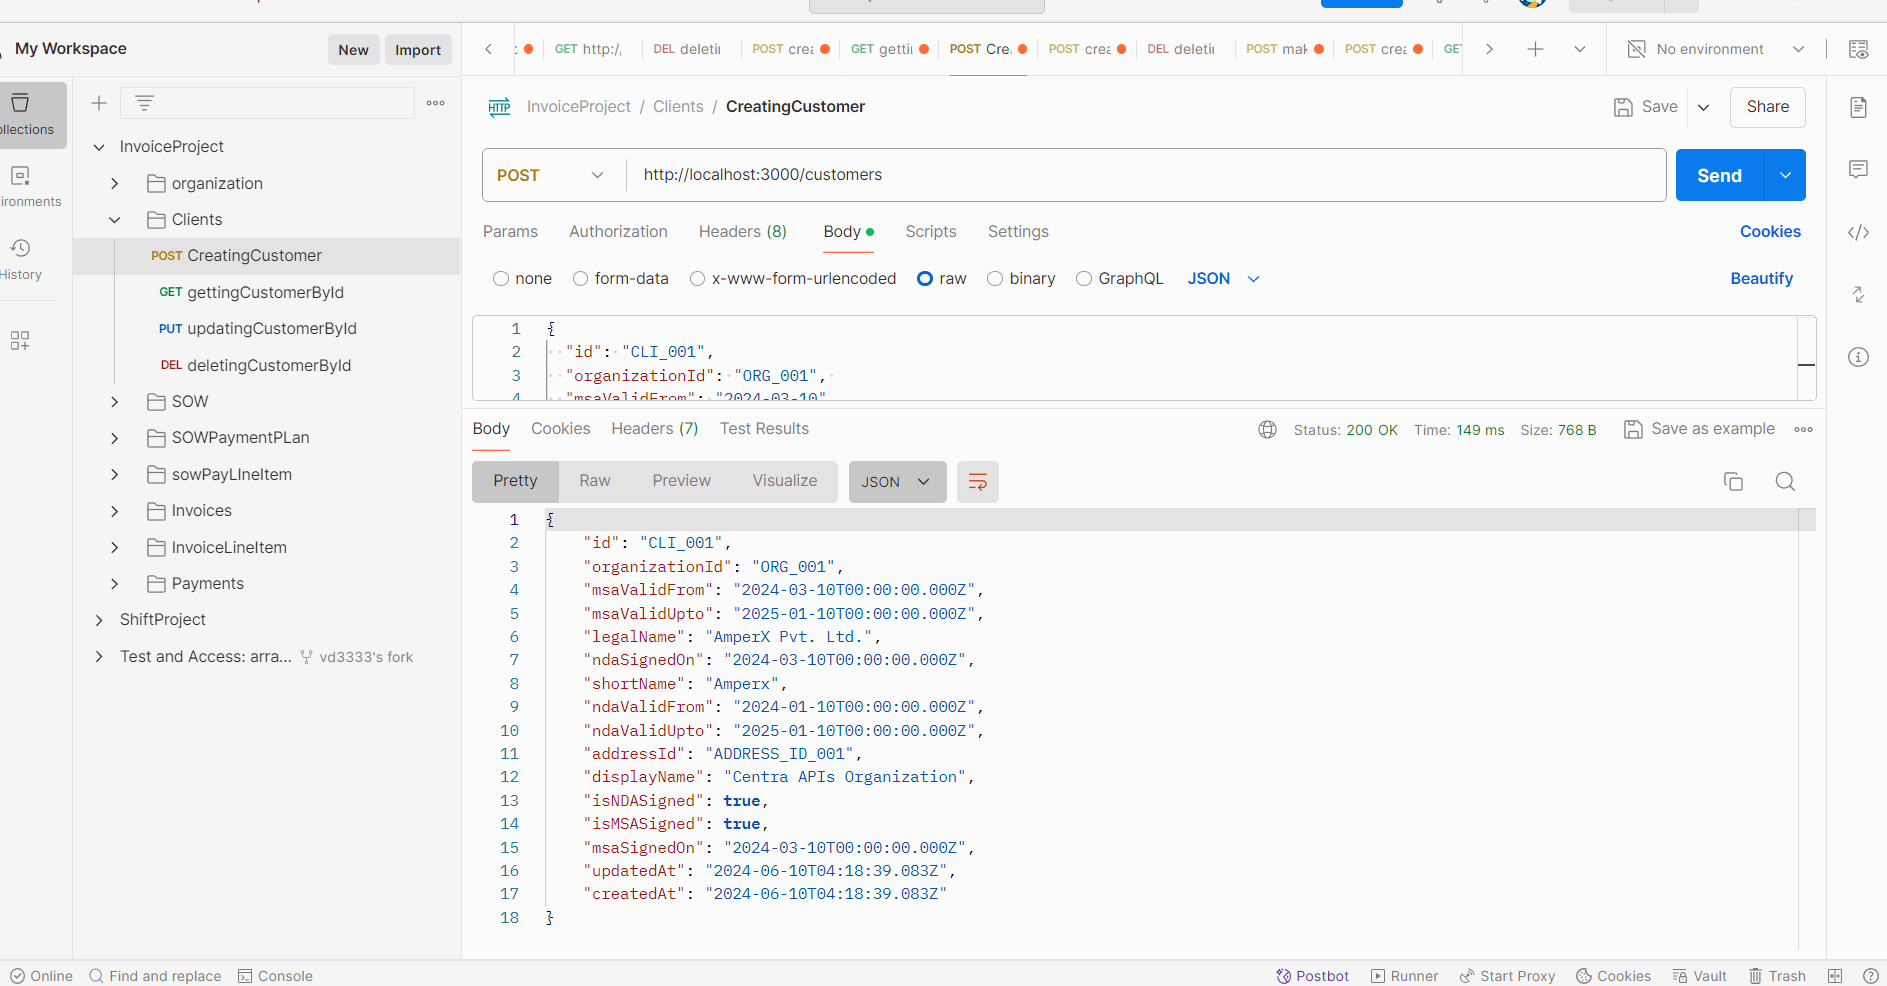 My Workspace
New
Import
GET http:/
DEL deletin
POST crea
GET gettin
POST Cre
POST crea
DEL deletin
POST mak
POST crea
GET
No environment
InvoiceProject / Clients / CreatingCustomer
Save
Share
ollections
ironments
History
InvoiceProject
organization
Clients
POST CreatingCustomer
GET gettingCustomerById
PUT updatingCustomerById
DEL deletingCustomerById
SOW
SOWPaymentPLan
sowPayLIneItem
Invoices
InvoiceLineItem
Payments
ShiftProject
Test and Access: arra... vd3333's fork
POST http://localhost:3000/customers
Send
Params Authorization Headers (8) Body Scripts Settings
Cookies
none form-data x-www-form-urlencoded raw binary GraphQL JSON
Beautify
1 {
2 "id": "CLI_001",
3 "organizationId": "ORG_001",
4 "msaValidFrom": "2024-03-10"
Body Cookies Headers (7) Test Results
Status: 200 OK Time: 149 ms Size: 768 B
Save as example
Pretty Raw Preview Visualize JSON
1 {
2 "id": "CLI_001",
3 "organizationId": "ORG_001",
4 "msaValidFrom": "2024-03-10T00:00:00.000Z",
5 "msaValidUpto": "2025-01-10T00:00:00.000Z",
6 "legalName": "AmperX Pvt. Ltd.",
7 "ndaSignedOn": "2024-03-10T00:00:00.000Z",
8 "shortName": "Amperx",
9 "ndaValidFrom": "2024-01-10T00:00:00.000Z",
10 "ndaValidUpto": "2025-01-10T00:00:00.000Z",
11 "addressId": "ADDRESS_ID_001",
12 "displayName": "Centra APIs Organization",
13 "isNDASigned": true,
14 "isMSASigned": true,
15 "msaSignedOn": "2024-03-10T00:00:00.000Z",
16 "updatedAt": "2024-06-10T04:18:39.083Z",
17 "createdAt": "2024-06-10T04:18:39.083Z"
18 }
Online Find and replace Console
Postbot Runner Start Proxy Cookies Vault Trash